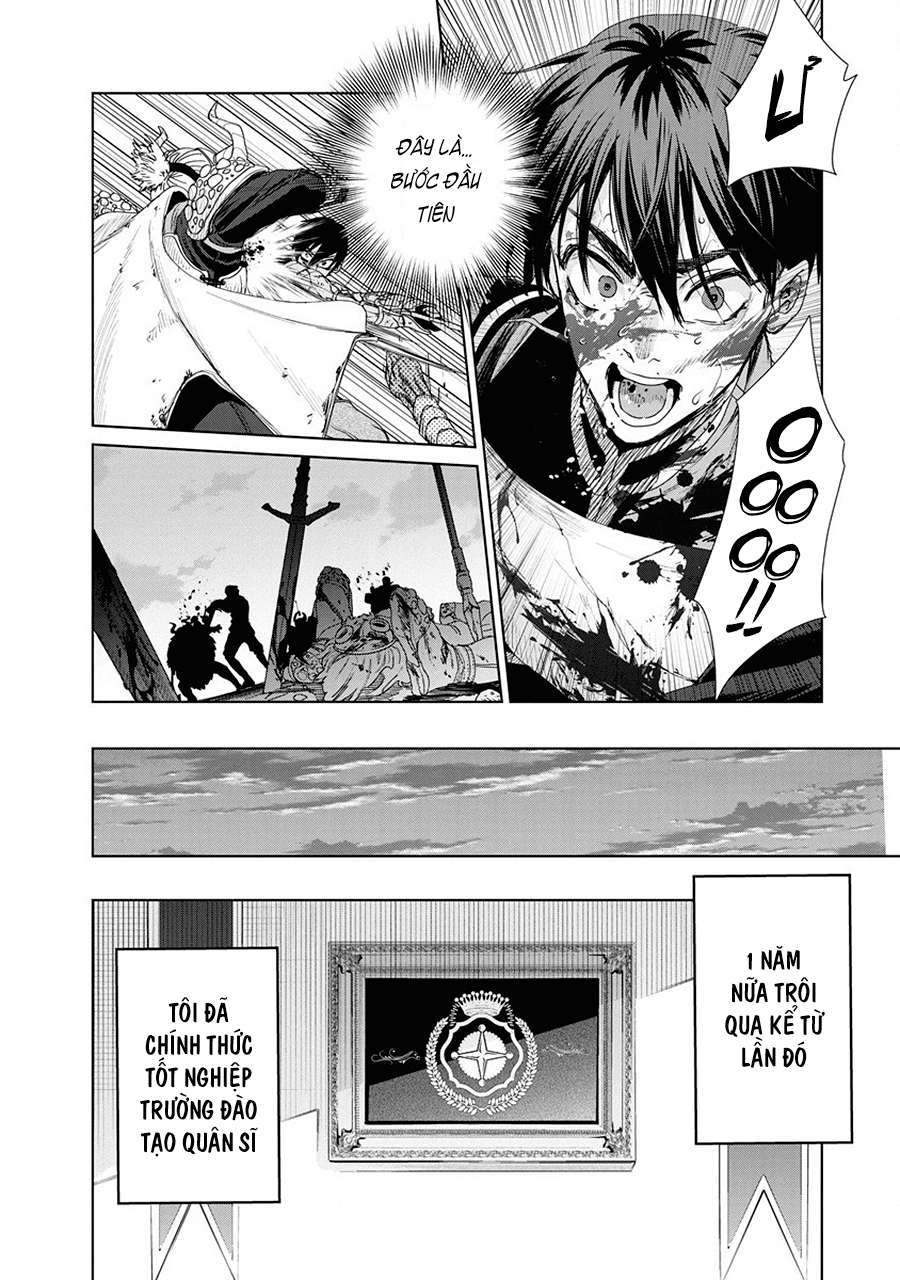 Ử
OOOOOO!!
ĐÂY LÀ...
BƯỚC ĐẦU
TIÊN
1 NĂM
NỮA TRÔI
QUA KỂ TỪ
LẦN ĐÓ
TÔI ĐÃ
CHÍNH THỨC
TỐT NGHIỆP
TRƯỜNG ĐÀO
TẠO QUÂN SĨ